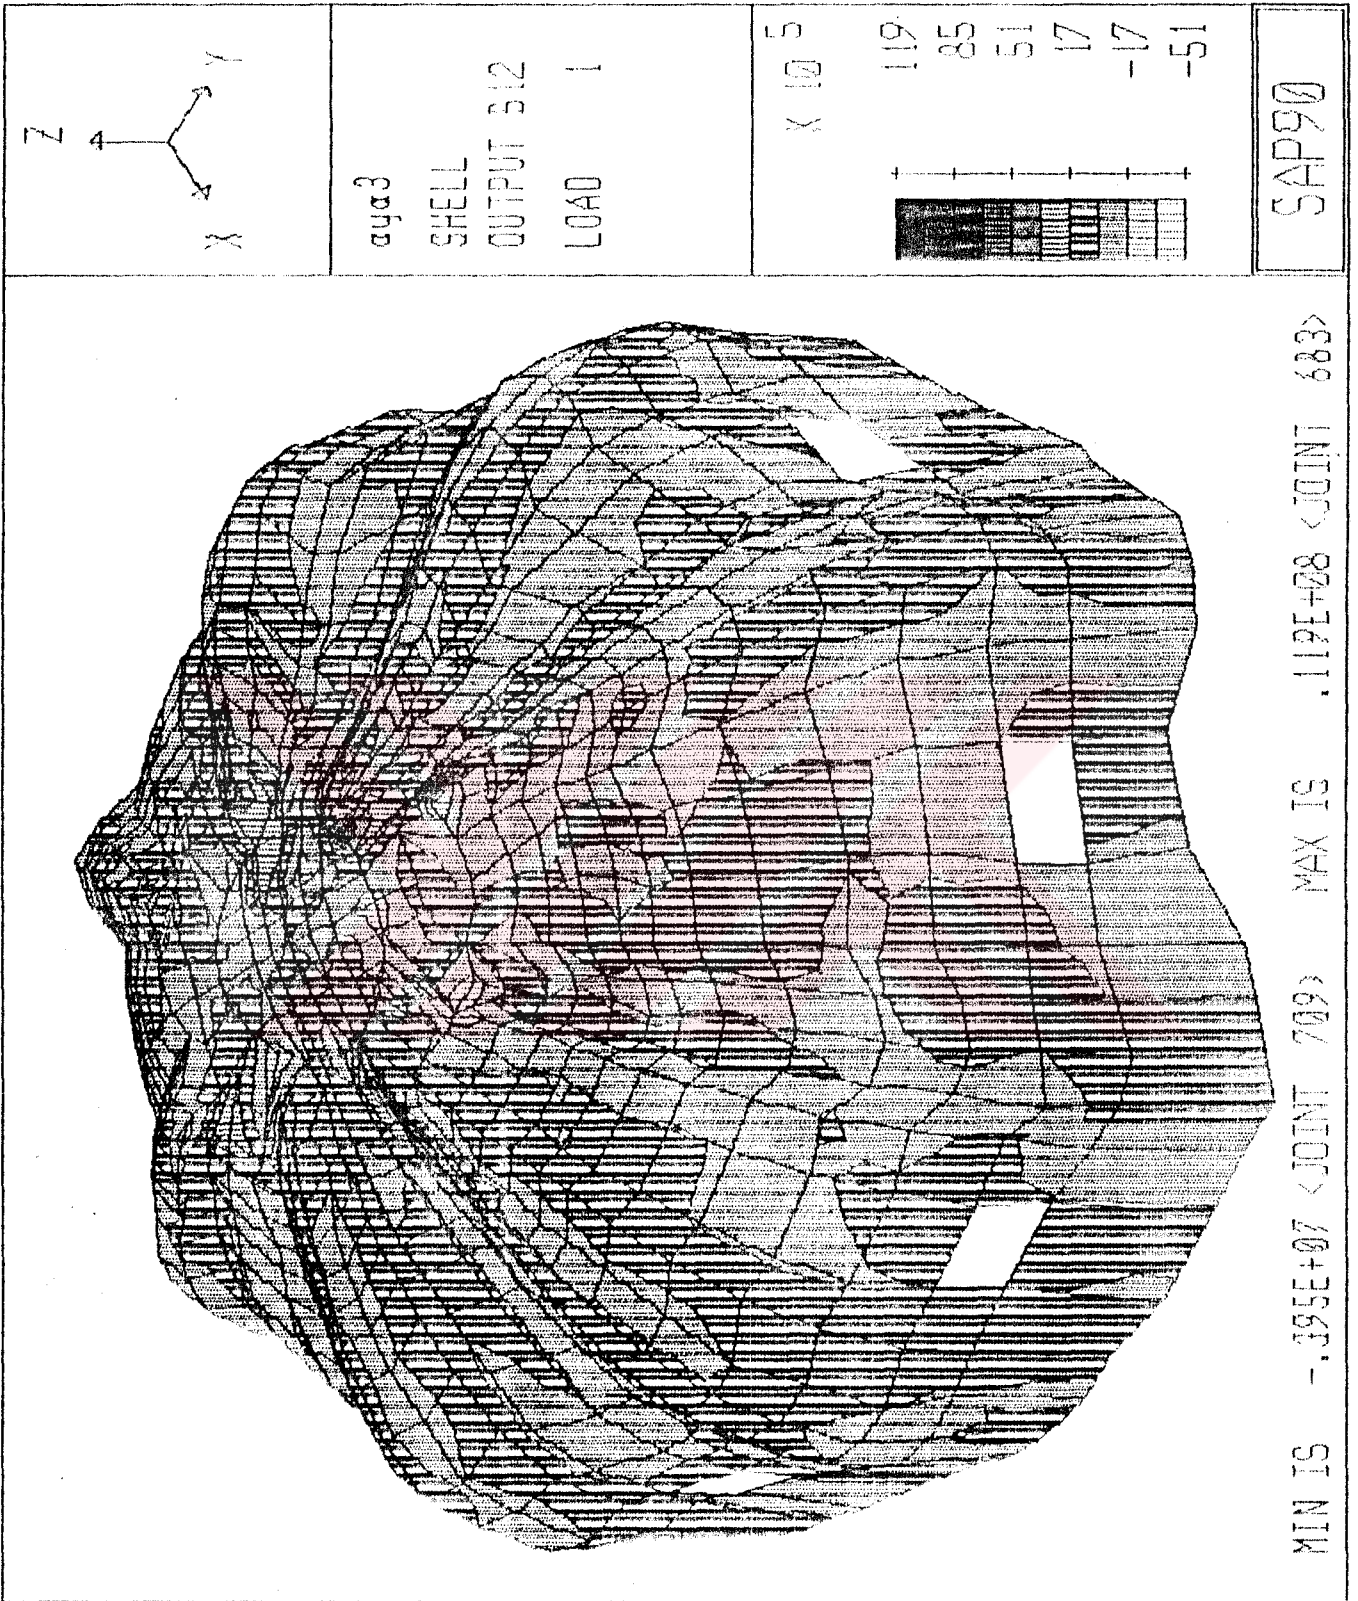 Z
X Y
aya3
SHELL
OUTPUT S12
LOAD 1
X 10 5
119
85
51
17
-17
-51
SAP90
MIN IS -.395E+07 <JOINT 709> MAX IS .119E+08 <JOINT 683>